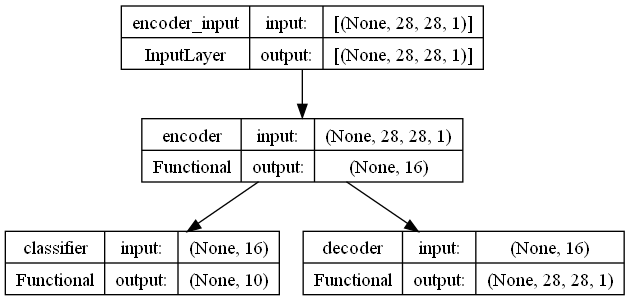 encoder_input input: [(None, 28, 28, 1)]
InputLayer output: [(None, 28, 28, 1)]
encoder input: (None, 28, 28, 1)
Functional output: (None, 16)
classifier input: (None, 16)
Functional output: (None, 10)
decoder input: (None, 16)
Functional output: (None, 28, 28, 1)